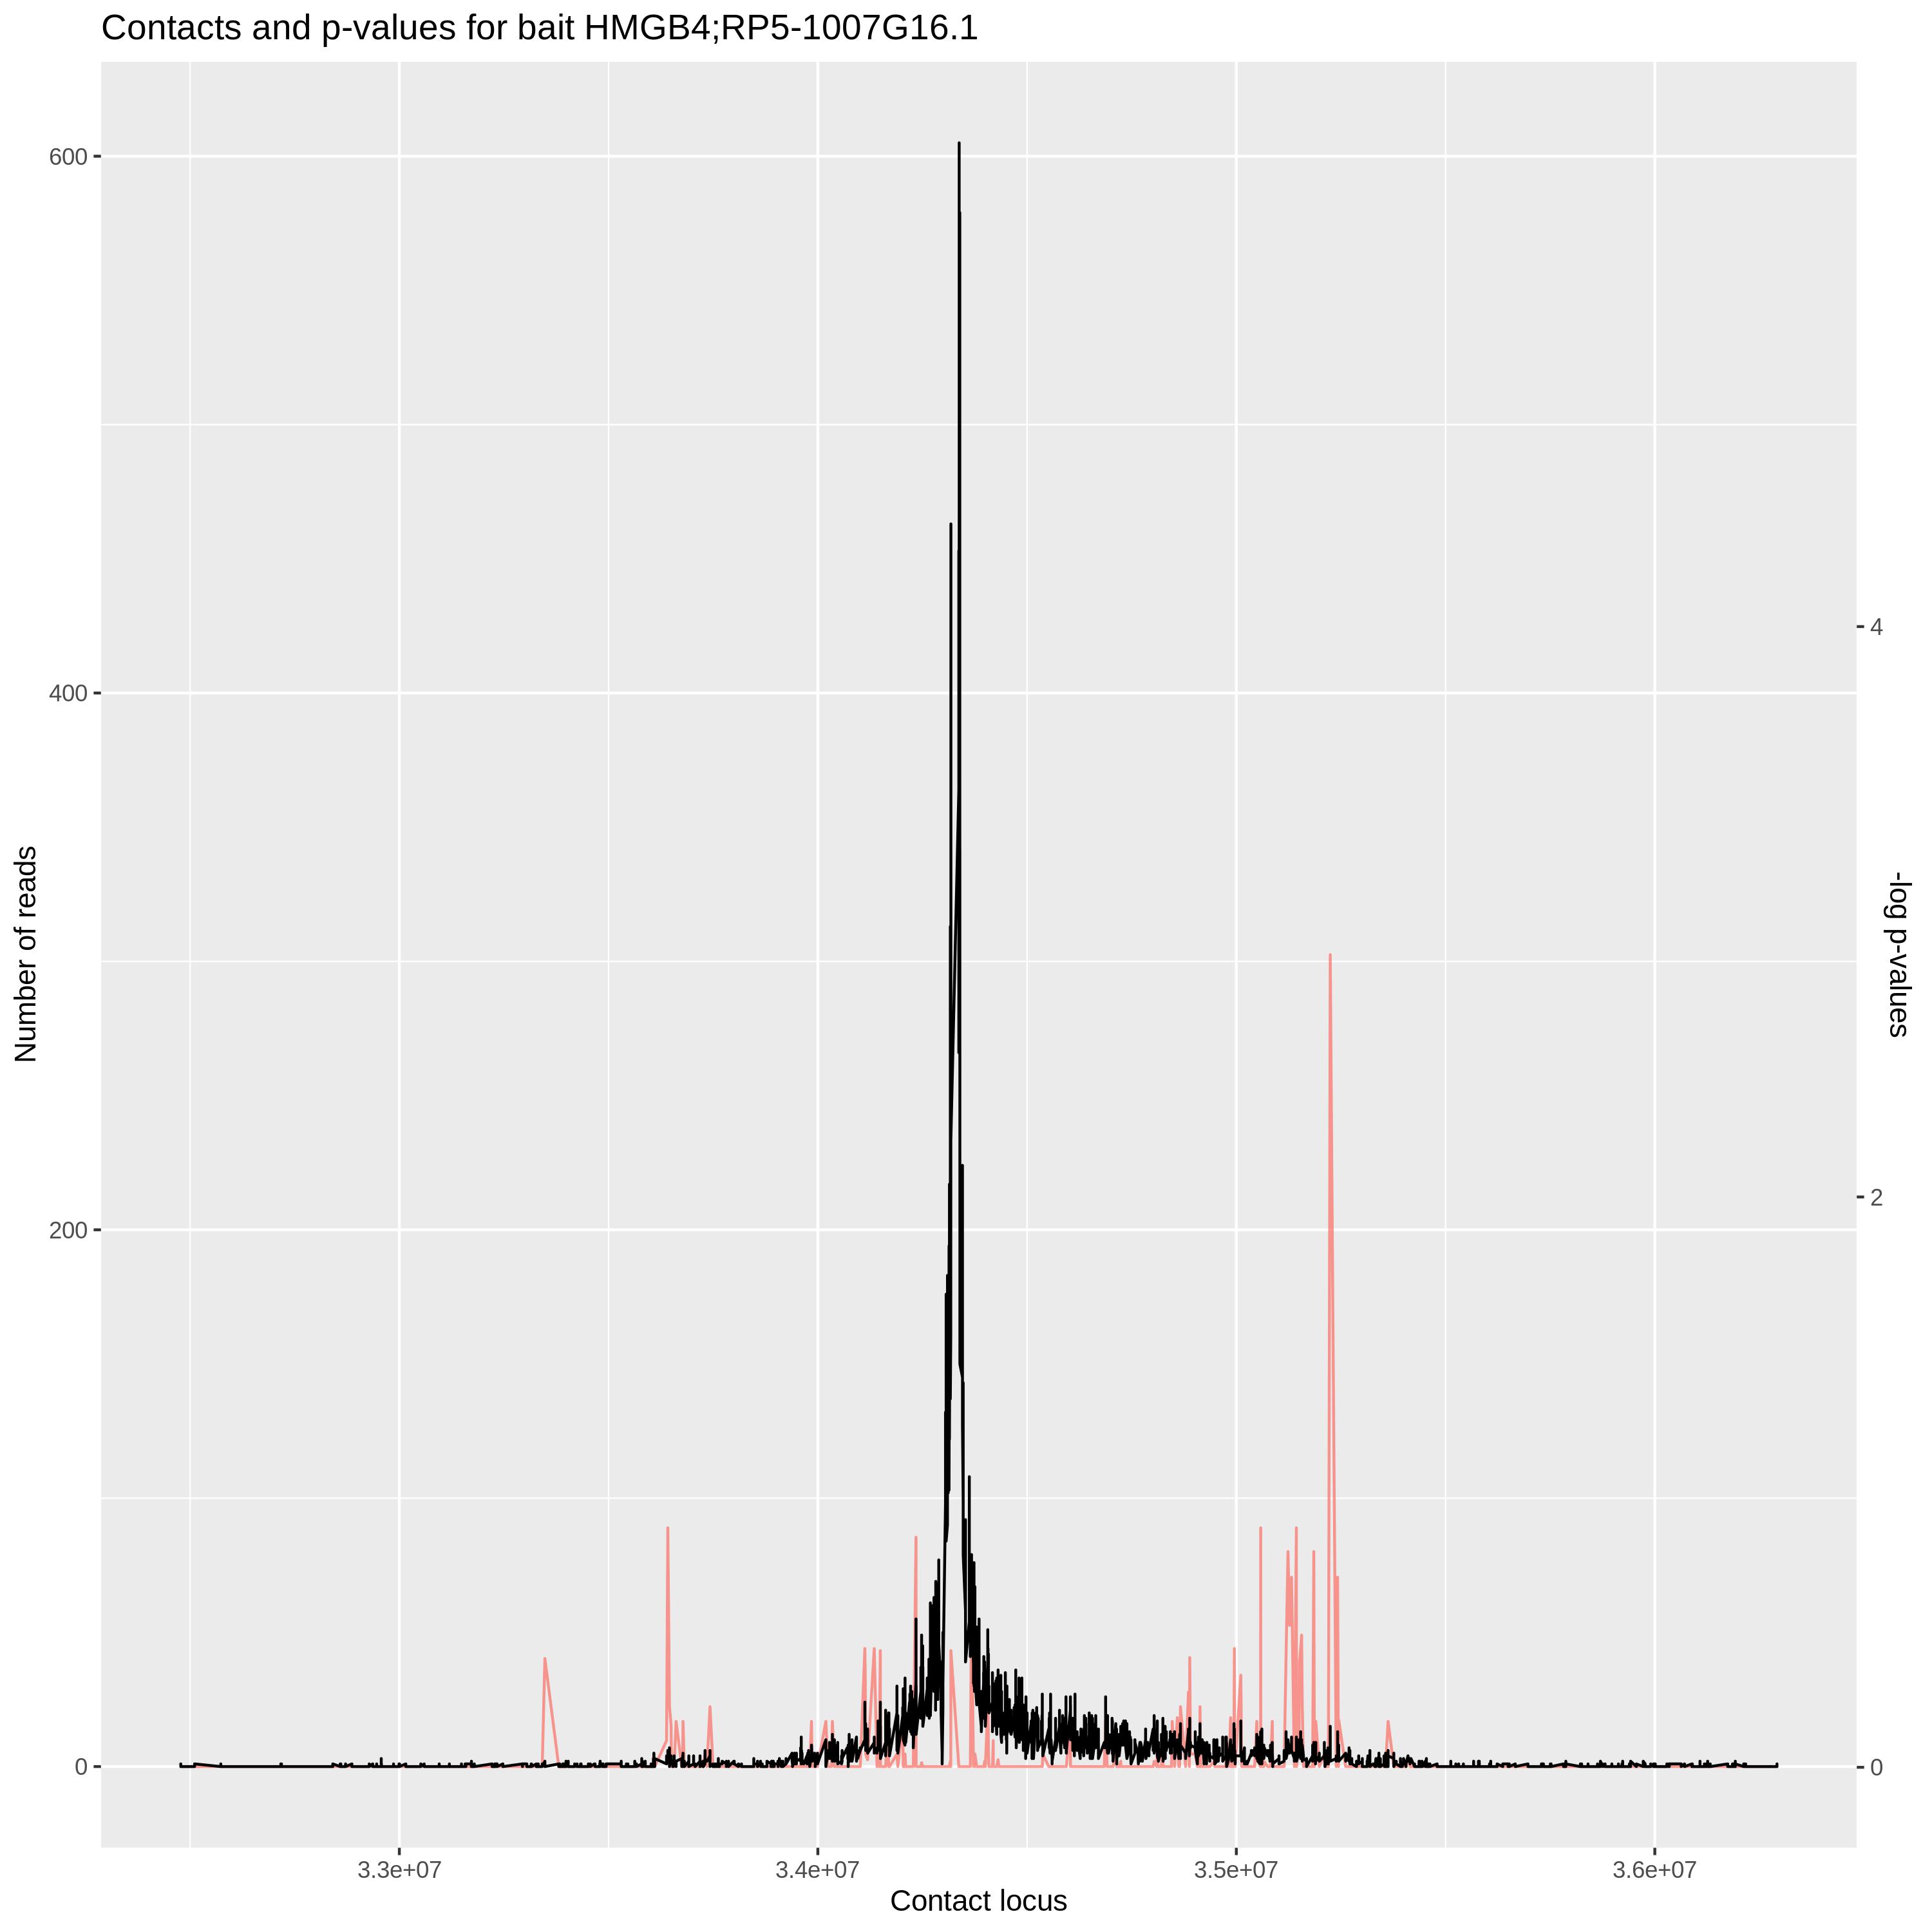 Contacts and p-values for bait HMGB4;RP5-1007G16.1
Number of reads
600
400
200
0
4
2
0
-log p-values
3.3e+07 3.4e+07 3.5e+07 3.6e+07
Contact locus